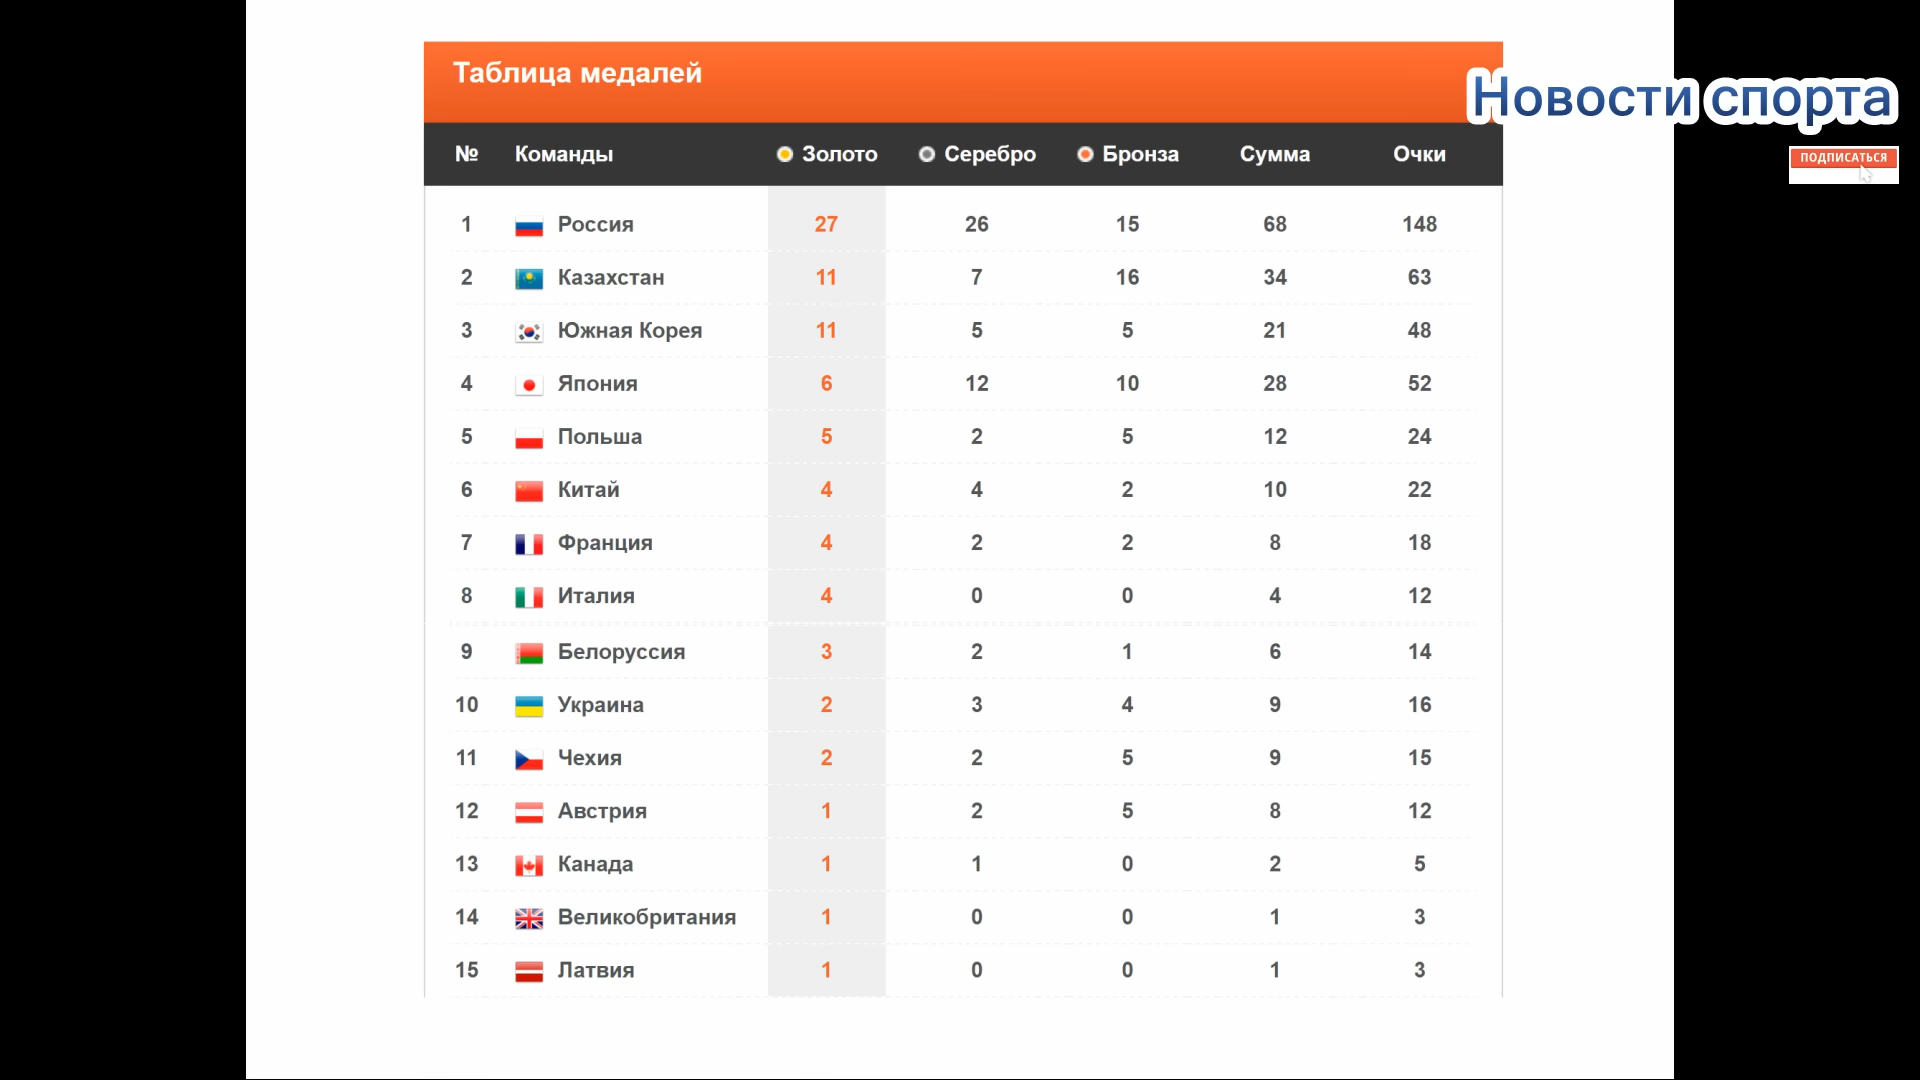 Таблица медалей
Новости спорта
ПОДПИСАТЬСЯ
№ Команды Золото Серебро Бронза Сумма Очки
1 Россия 27 26 15 68 148
2 Казахстан 11 7 16 34 63
3 Южная Корея 11 5 5 21 48
4 Япония 6 12 10 28 52
5 Польша 5 2 5 12 24
6 Китай 4 4 2 10 22
7 Франция 4 2 2 8 18
8 Италия 4 0 0 4 12
9 Белоруссия 3 2 1 6 14
10 Украина 2 3 4 9 16
11 Чехия 2 2 5 9 15
12 Австрия 1 2 5 8 12
13 Канада 1 1 0 2 5
14 Великобритания 1 0 0 1 3
15 Латвия 1 0 0 1 3